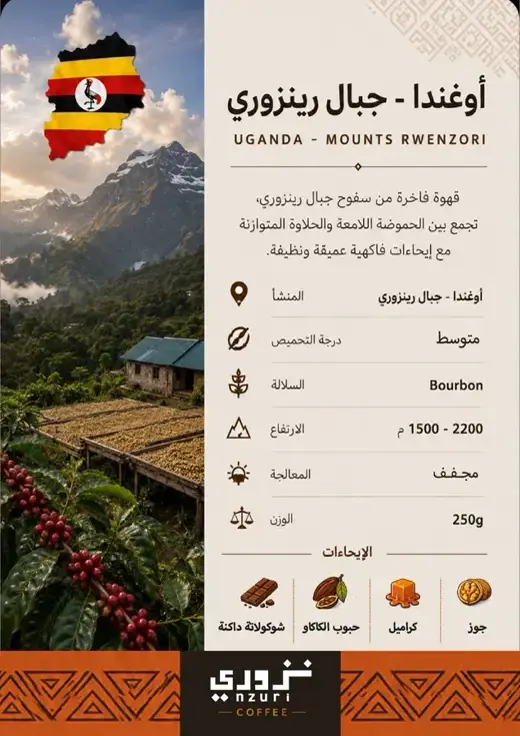 أوغندا - جبال رينزوري
UGANDA - MOUNTS RWENZORI
قهوة فاخرة من سفوح جبال رينزوري،
تجمع بين الحموضة اللامعة والحلاوة المتوازنة
مع إيحاءات فاكهية عميقة ونظيفة.
المنشأ أوغندا - جبال رينزوري
درجة التحميص متوسط
السلالة Bourbon
الارتفاع 1500 - 2200 م
المعالجة مجفف
الوزن 250g
الإيحاءات
جوز كراميل حبوب الكاكاو شوكولاتة داكنة
نزوري
nzuri
COFFEE